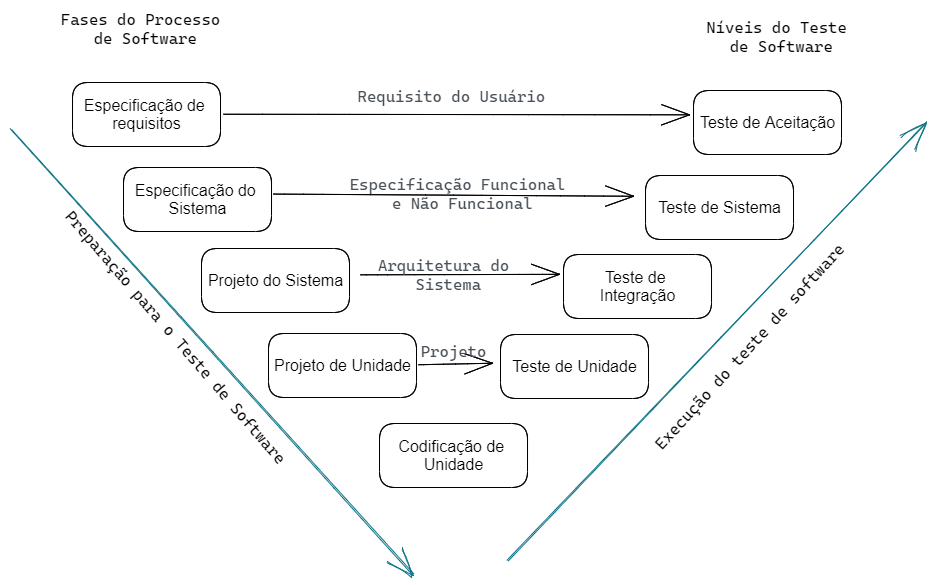 Fases do Processo
de Software
Níveis do Teste
de Software
Especificação de
requisitos
Requisito do Usuário
Teste de Aceitação
Especificação do
Sistema
Especificação Funcional
e Não Funcional
Teste de Sistema
Projeto do Sistema
Arquitetura do
Sistema
Teste de
Integração
Projeto de Unidade
Projeto
Teste de Unidade
Codificação de
Unidade
Preparação para o Teste de Software
Execução do teste de software